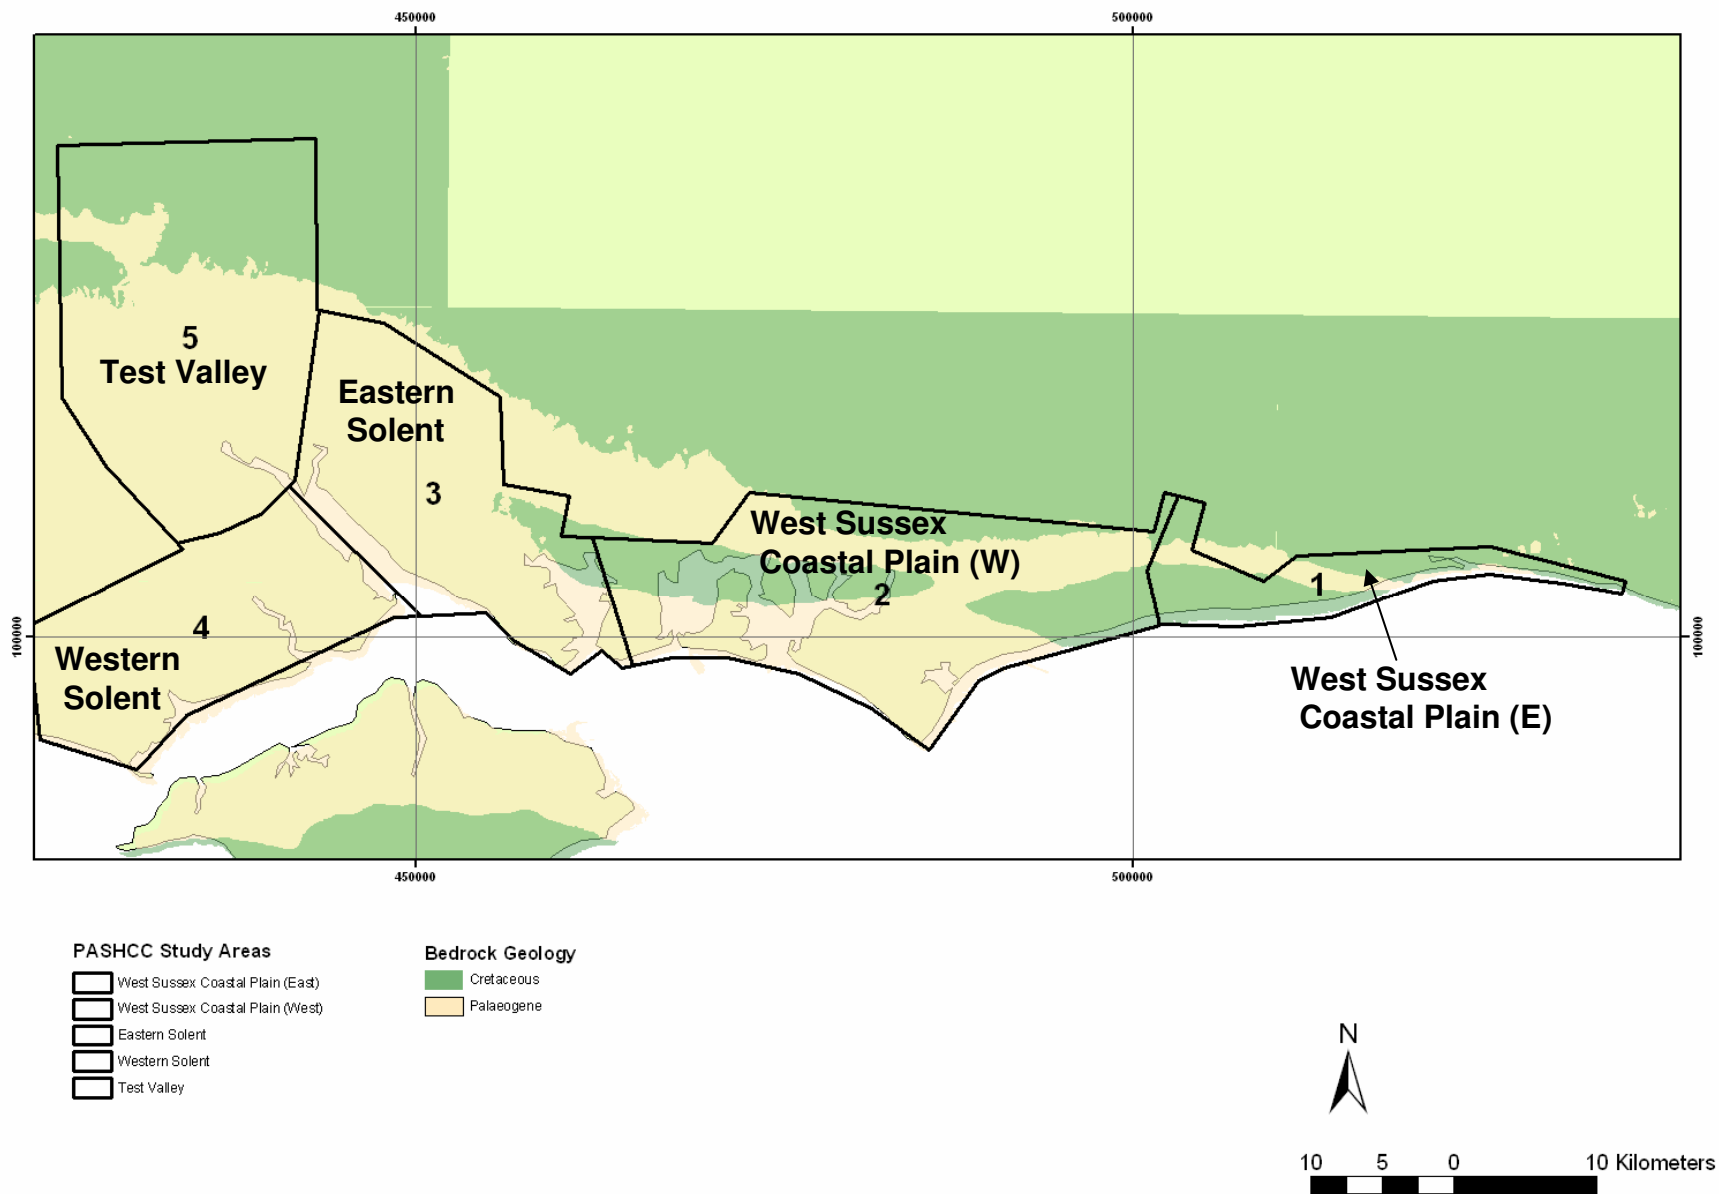 450000
500000
5
Test Valley
Eastern
Solent
3
West Sussex
Coastal Plain (W)
2
1
4
100000
100000
Western
Solent
West Sussex
Coastal Plain (E)
450000
500000
PASHCC Study Areas
West Sussex Coastal Plain (East)
West Sussex Coastal Plain (West)
Eastern Solent
Western Solent
Test Valley
Bedrock Geology
Cretaceous
Palaeogene
N
10 5 0 10 Kilometers